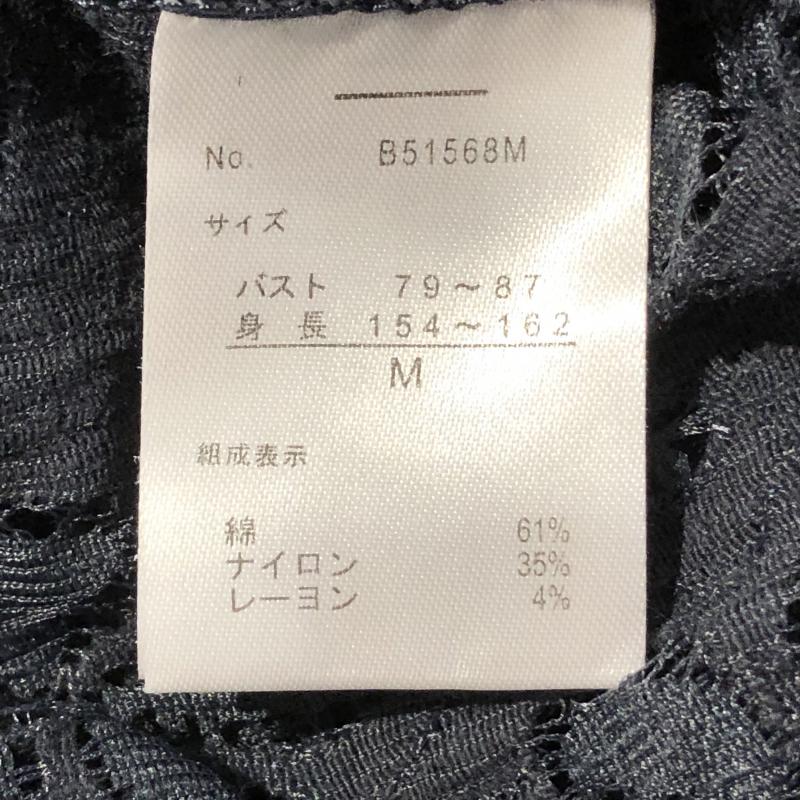 No. B51568M
サイズ
バスト 79～87
身長 154～162
M
組成表示
綿 61%
ナイロン 35%
レーヨン 4%